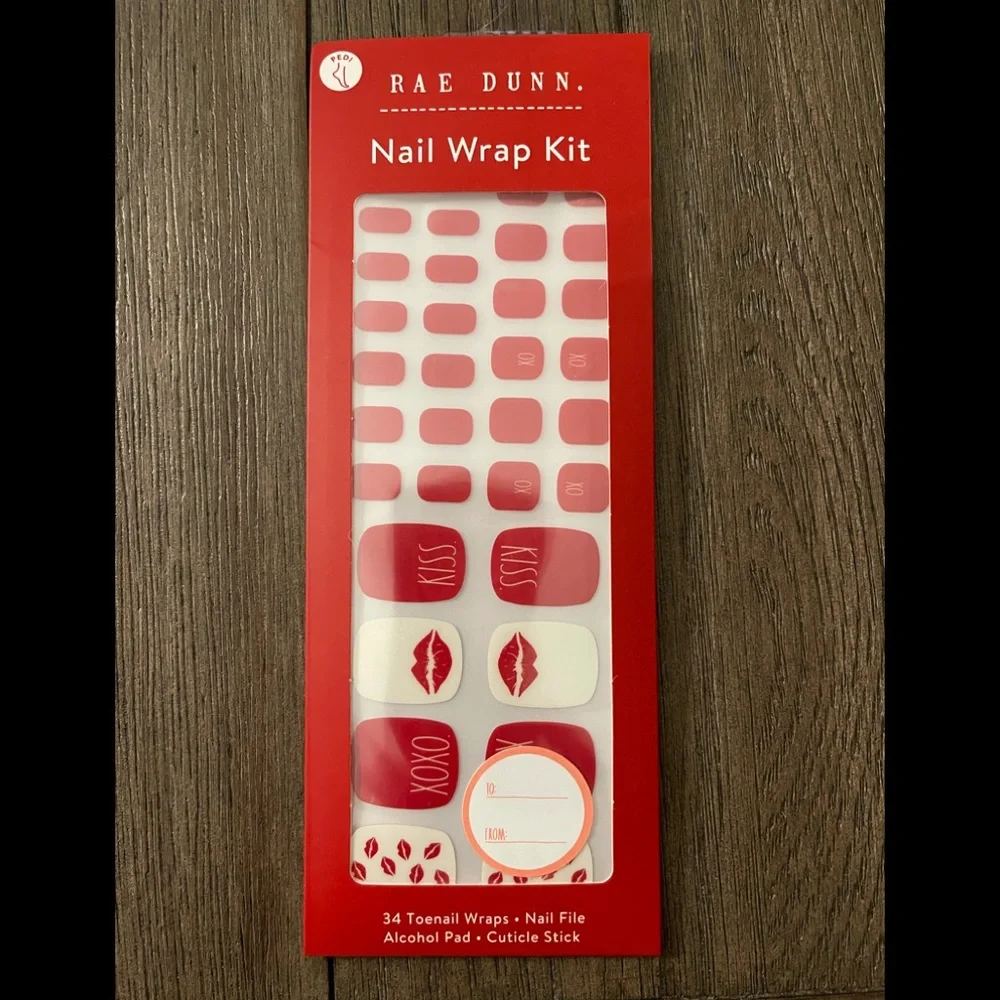 PEDI
RAE DUNN.
Nail Wrap Kit
XO
XO
XO
XO
KISS.
KISS.
XOXO.
X
TO:
FROM:
34 Toenail Wraps • Nail File
Alcohol Pad • Cuticle Stick